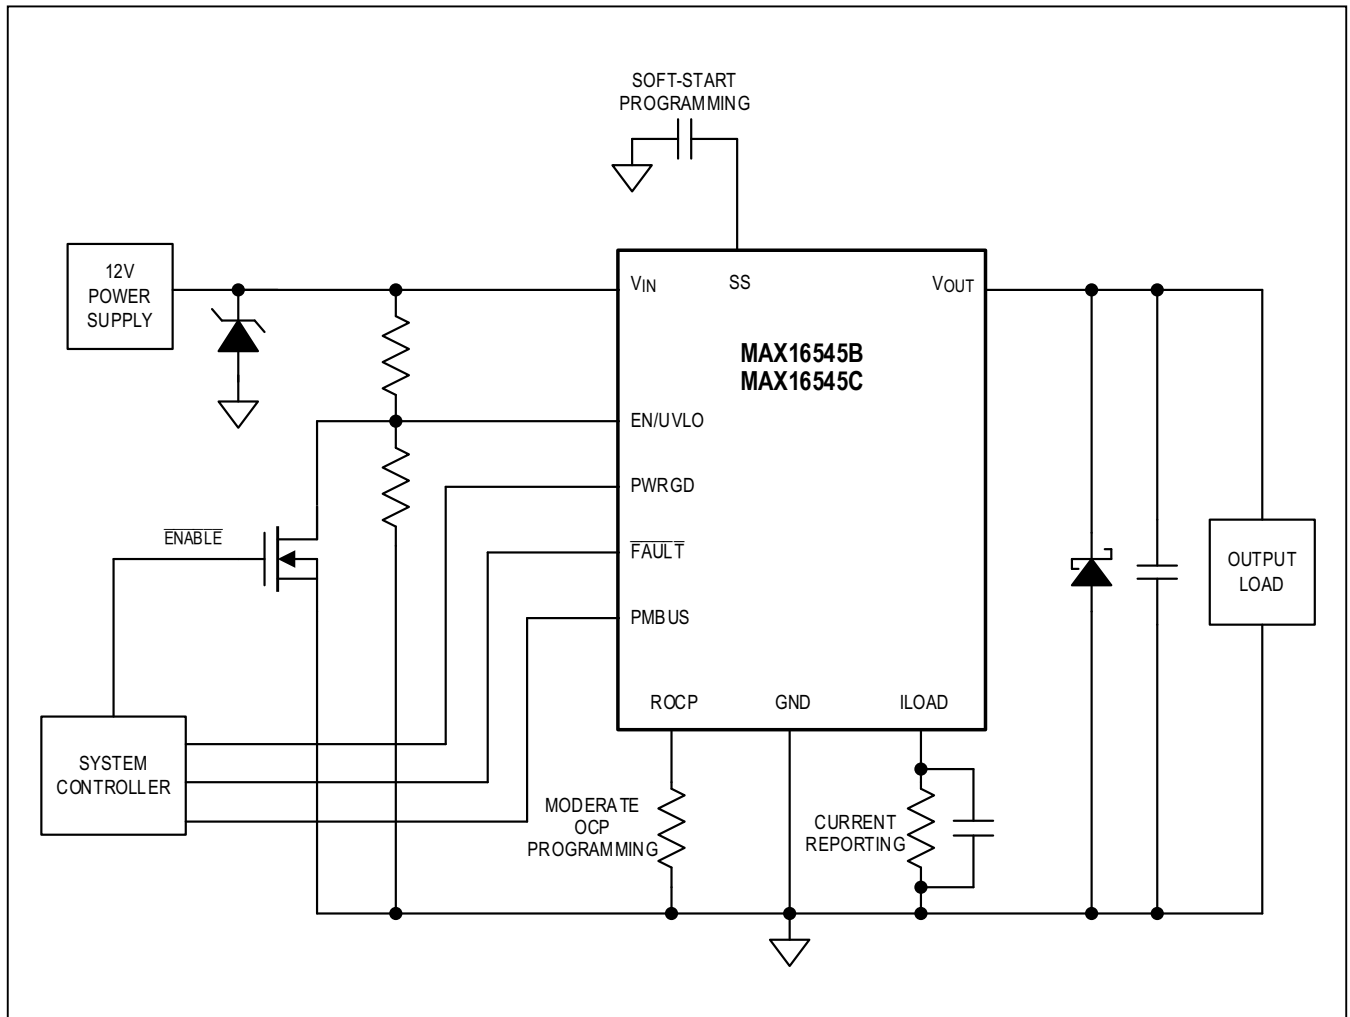 SOFT-START
PROGRAMMING
12V
POWER
SUPPLY
VIN
SS
VOUT
MAX16545B
MAX16545C
EN/UVLO
PWRGD
ENABLE
FAULT
OUTPUT
LOAD
PMBUS
ROCP
GND
ILOAD
SYSTEM
CONTROLLER
MODERATE
OCP
PROGRAMMING
CURRENT
REPORTING